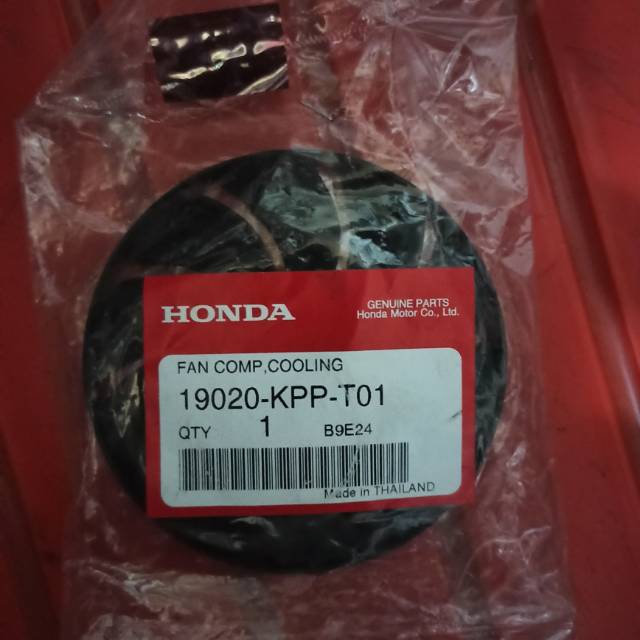 HONDA
GENUINE PARTS
Honda Motor Co., Ltd.
FAN COMP,COOLING
19020-KPP-T01
QTY 1 B9E24
Made in THAILAND